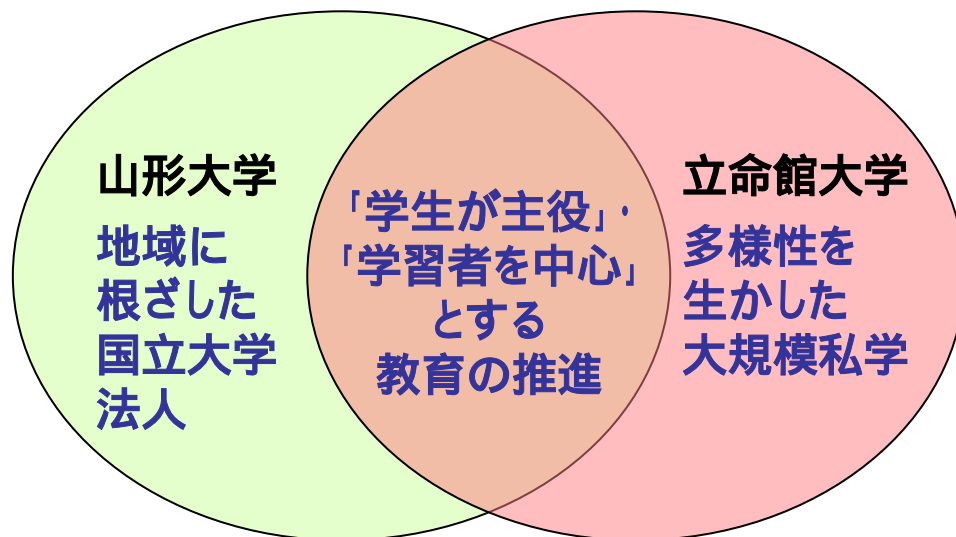 山形大学
地域に
根ざした
国立大学
法人
「学生が主役」・
「学習者を中心」
とする
教育の推進
立命館大学
多様性を
生かした
大規模私学